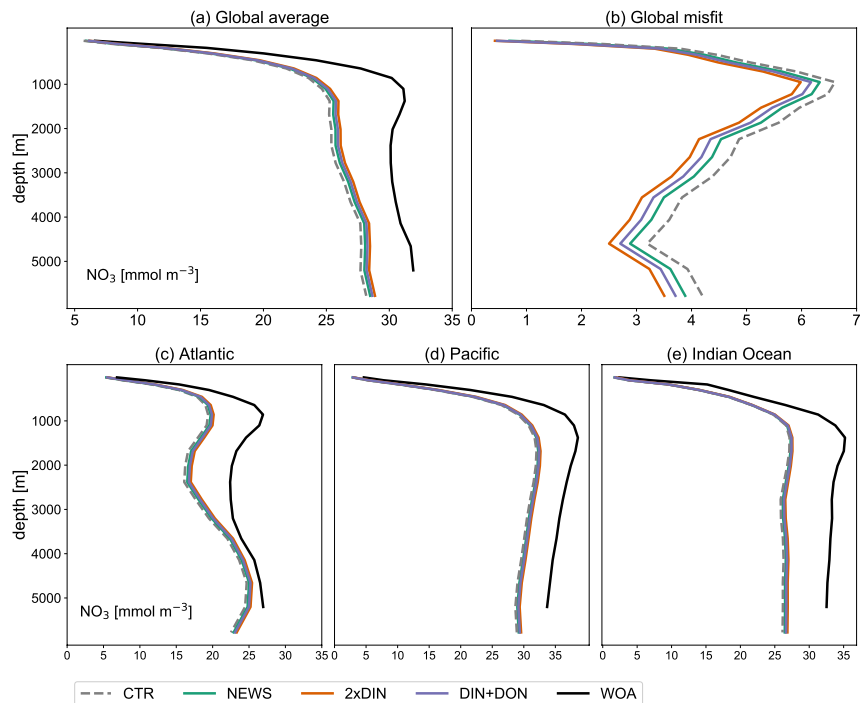 (a) Global average
(b) Global misfit
depth [m]
1000
2000
3000
4000
5000
NO3 [mmol m−3]
5 10 15 20 25 30 35
0 1 2 3 4 5 6 7
(c) Atlantic
(d) Pacific
(e) Indian Ocean
depth [m]
1000
2000
3000
4000
5000
NO3 [mmol m−3]
0 5 10 15 20 25 30 35
0 5 10 15 20 25 30 35
0 5 10 15 20 25 30 35
CTR NEWS 2xDIN DIN+DON WOA